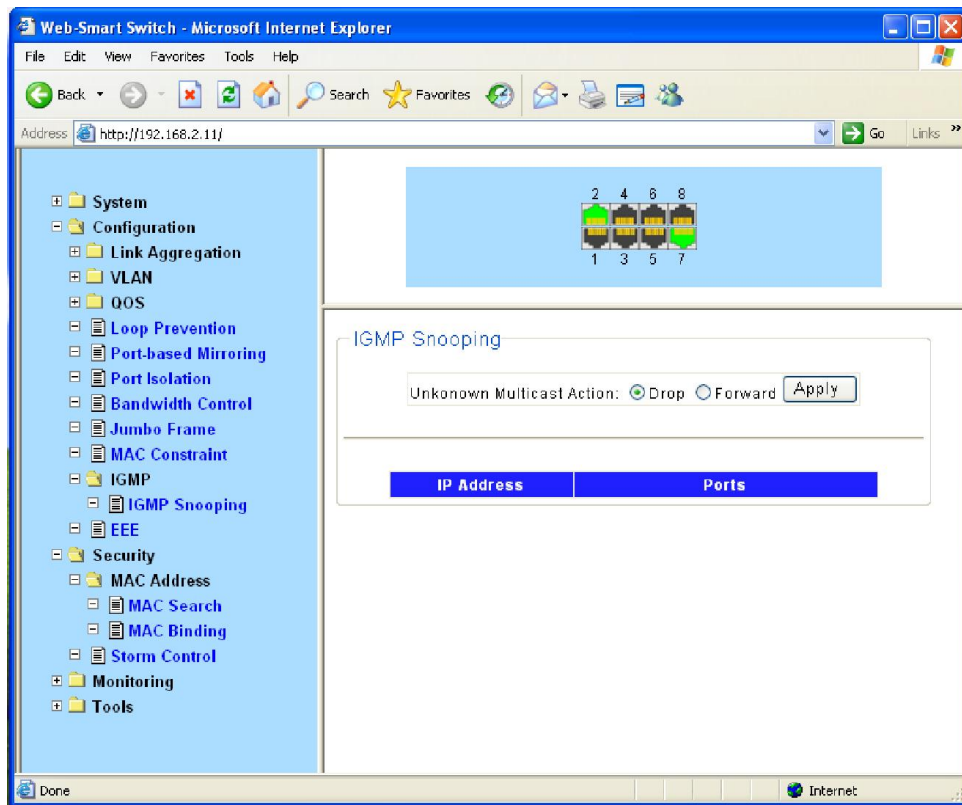 Web-Smart Switch - Microsoft Internet Explorer
File Edit View Favorites Tools Help
Back Search Favorites
Address http://192.168.2.11/ Go Links »
System
Configuration
Link Aggregation
VLAN
QOS
Loop Prevention
Port-based Mirroring
Port Isolation
Bandwidth Control
Jumbo Frame
MAC Constraint
IGMP
IGMP Snooping
EEE
Security
MAC Address
MAC Search
MAC Binding
Storm Control
Monitoring
Tools
2 4 6 8
1 3 5 7
IGMP Snooping
Unkonown Multicast Action: Drop Forward Apply
IP Address Ports
Done Internet